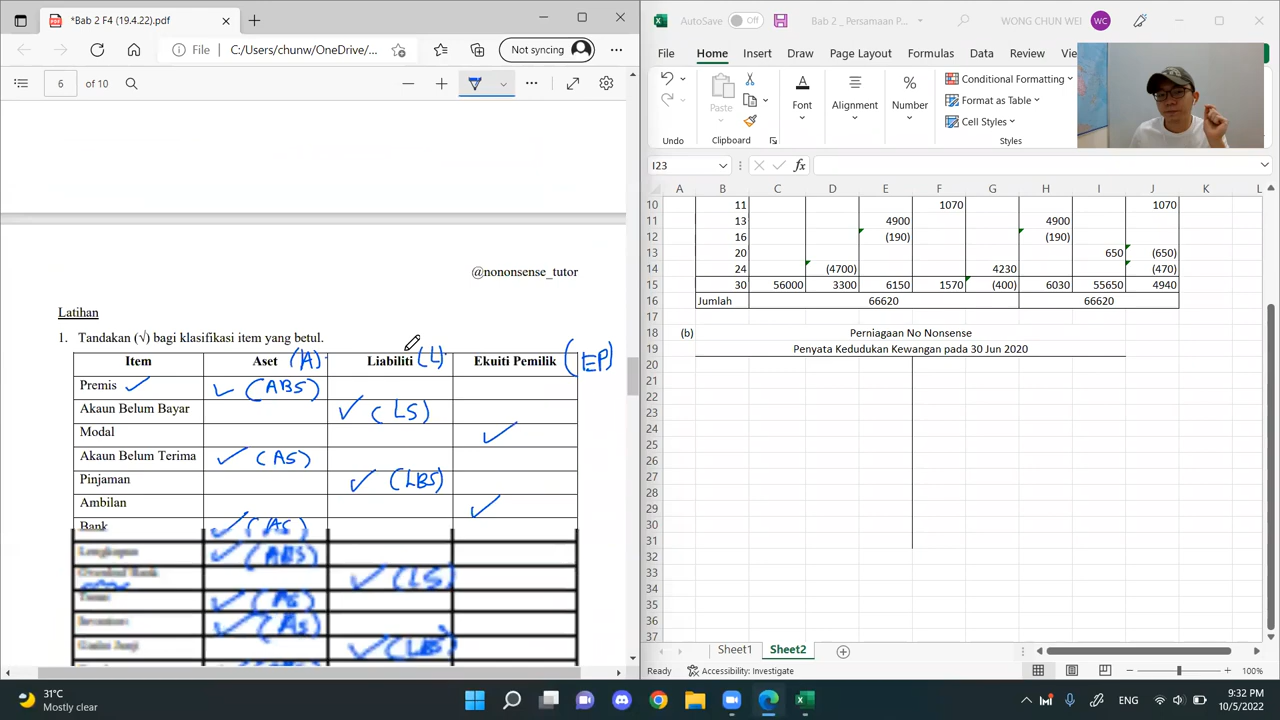 *Bab 2 F4 (19.4.22).pdf
File
C:/Users/chunw/OneDrive/...
Not syncing
6
of 10
@nononsense_tutor
Latihan
1. Tandakan (√) bagi klasifikasi item yang betul.
Item Aset (A) Liabiliti (L) Ekuiti Pemilik (EP)
Premis ✓ ✓ (ABS)
Akaun Belum Bayar ✓ (LS)
Modal ✓
Akaun Belum Terima ✓ (AS)
Pinjaman ✓ (LBS)
Ambilan ✓
Bank ✓ (AS)
Lengkapan ✓ (ABS)
Overdraf Bank ✓ (LS)
Tunai ✓ (AS)
Inventori ✓ (AS)
Gadai Janji ✓ (LBS)
AutoSave
Off
Bab 2 _ Persamaan P...
WONG CHUN WEI
WC
File Home Insert Draw Page Layout Formulas Data Review Vie
Undo
Paste
Clipboard
Font
Alignment
Number
Conditional Formatting
Format as Table
Cell Styles
I23
fx
A B C D E F G H I J K L
10 11 1070 1070
11 13 4900 4900
12 16 (190) (190)
13 20 650 (650)
14 24 (4700) 4230 (470)
15 30 56000 3300 6150 1570 (400) 6030 55650 4940
16 Jumlah 66620 66620
17
18 (b) Perniagaan No Nonsense
19 Penyata Kedudukan Kewangan pada 30 Jun 2020
20
21
22
23
24
25
26
27
28
29
30
31
32
33
34
35
36
37
Sheet1 Sheet2
Ready
Accessibility: Investigate
100%
31°C
Mostly clear
ENG
9:32 PM
10/5/2022